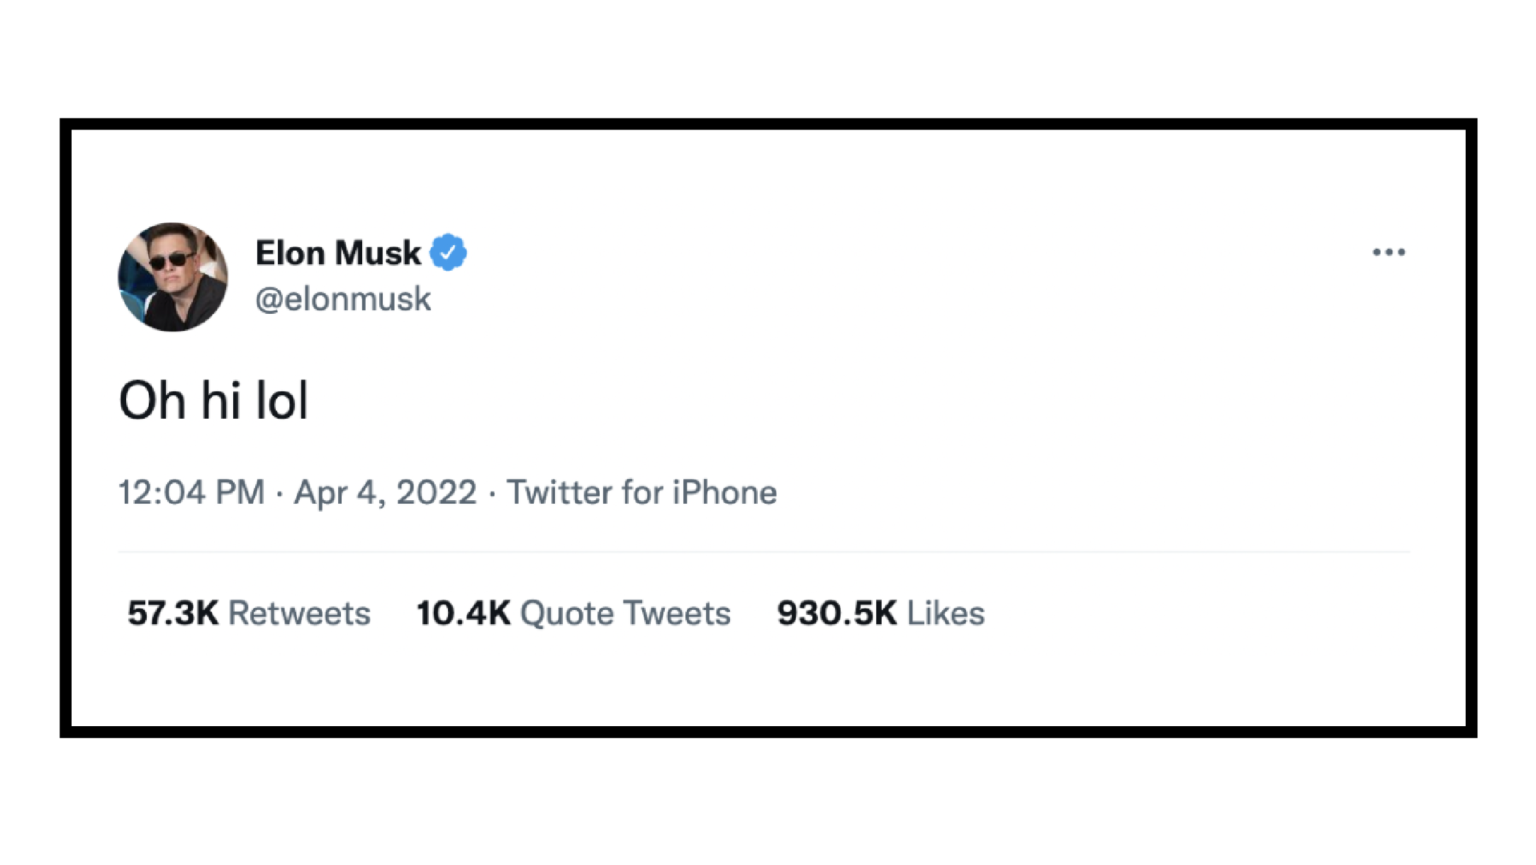 Elon Musk
@elonmusk
Oh hi lol
12:04 PM · Apr 4, 2022 · Twitter for iPhone
57.3K Retweets 10.4K Quote Tweets 930.5K Likes